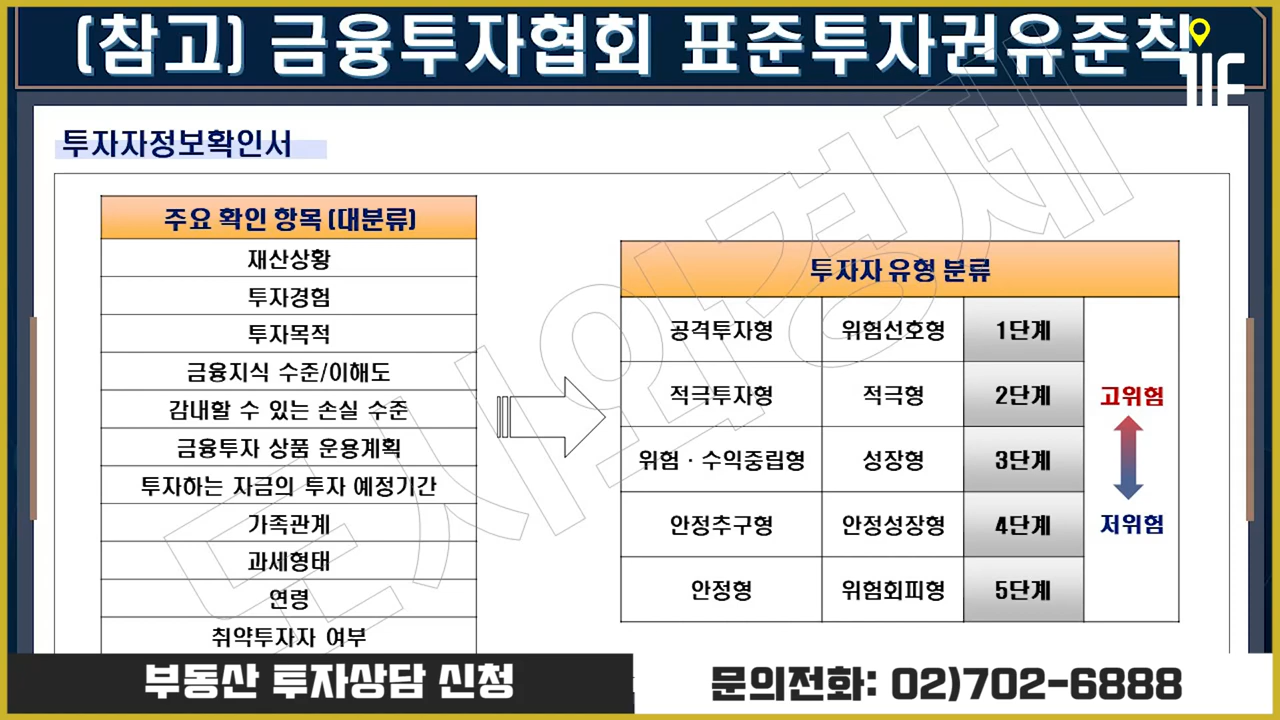 (참고) 금융투자협회 표준투자권유준칙
투자자정보확인서
주요 확인 항목 (대분류)
재산상황
투자경험
투자목적
금융지식 수준/이해도
감내할 수 있는 손실 수준
금융투자 상품 운용계획
투자하는 자금의 투자 예정기간
가족관계
과세형태
연령
취약투자자 여부
투자자 유형 분류
공격투자형 위험선호형 1단계
적극투자형 적극형 2단계
위험·수익중립형 성장형 3단계
안정추구형 안정성장형 4단계
안정형 위험회피형 5단계
고위험
저위험
도시와경제
부동산 투자상담 신청
문의전화: 02)702-6888